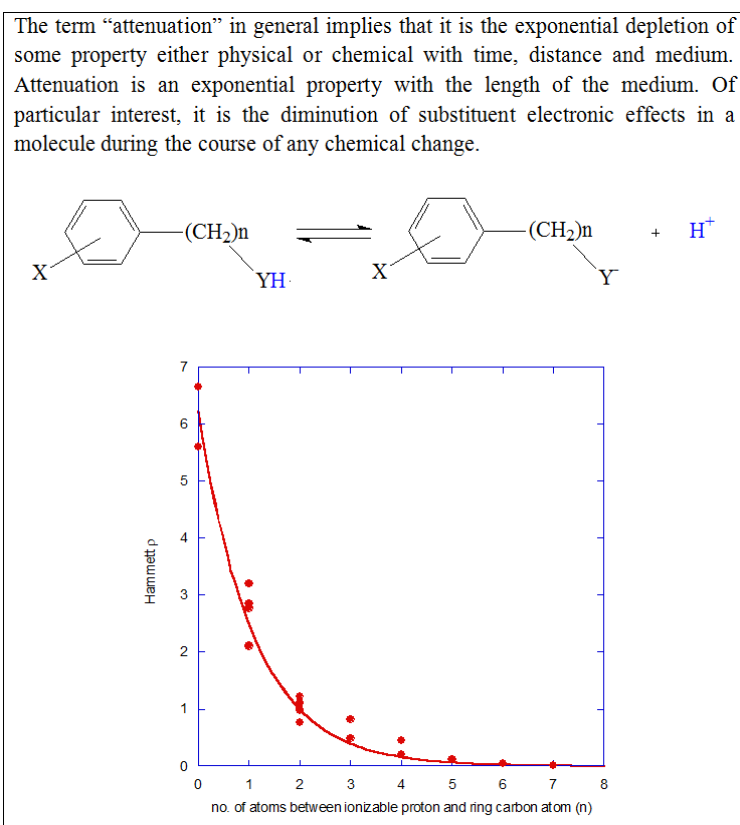 The term “attenuation” in general implies that it is the exponential depletion of
some property either physical or chemical with time, distance and medium.
Attenuation is an exponential property with the length of the medium. Of
particular interest, it is the diminution of substituent electronic effects in a
molecule during the course of any chemical change.
(CH₂)n
X
YH
(CH₂)n
X
Y⁻
+ H⁺
7
6
5
4
3
2
1
0
Hammett ρ
0 1 2 3 4 5 6 7 8
no. of atoms between ionizable proton and ring carbon atom (n)